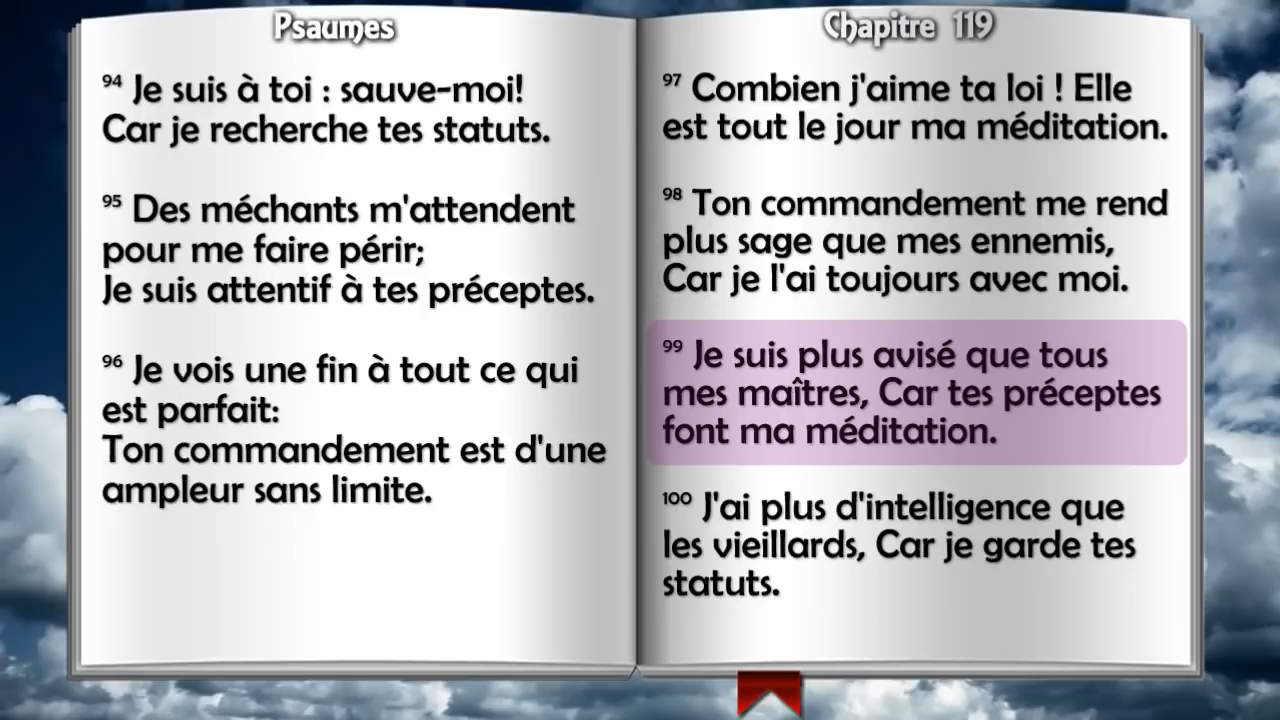 Psaumes
94 Je suis à toi : sauve-moi!
Car je recherche tes statuts.
95 Des méchants m'attendent
pour me faire périr;
Je suis attentif à tes préceptes.
96 Je vois une fin à tout ce qui
est parfait:
Ton commandement est d'une
ampleur sans limite.
Chapitre 119
97 Combien j'aime ta loi ! Elle
est tout le jour ma méditation.
98 Ton commandement me rend
plus sage que mes ennemis,
Car je l'ai toujours avec moi.
99 Je suis plus avisé que tous
mes maîtres, Car tes préceptes
font ma méditation.
100 J'ai plus d'intelligence que
les vieillards, Car je garde tes
statuts.